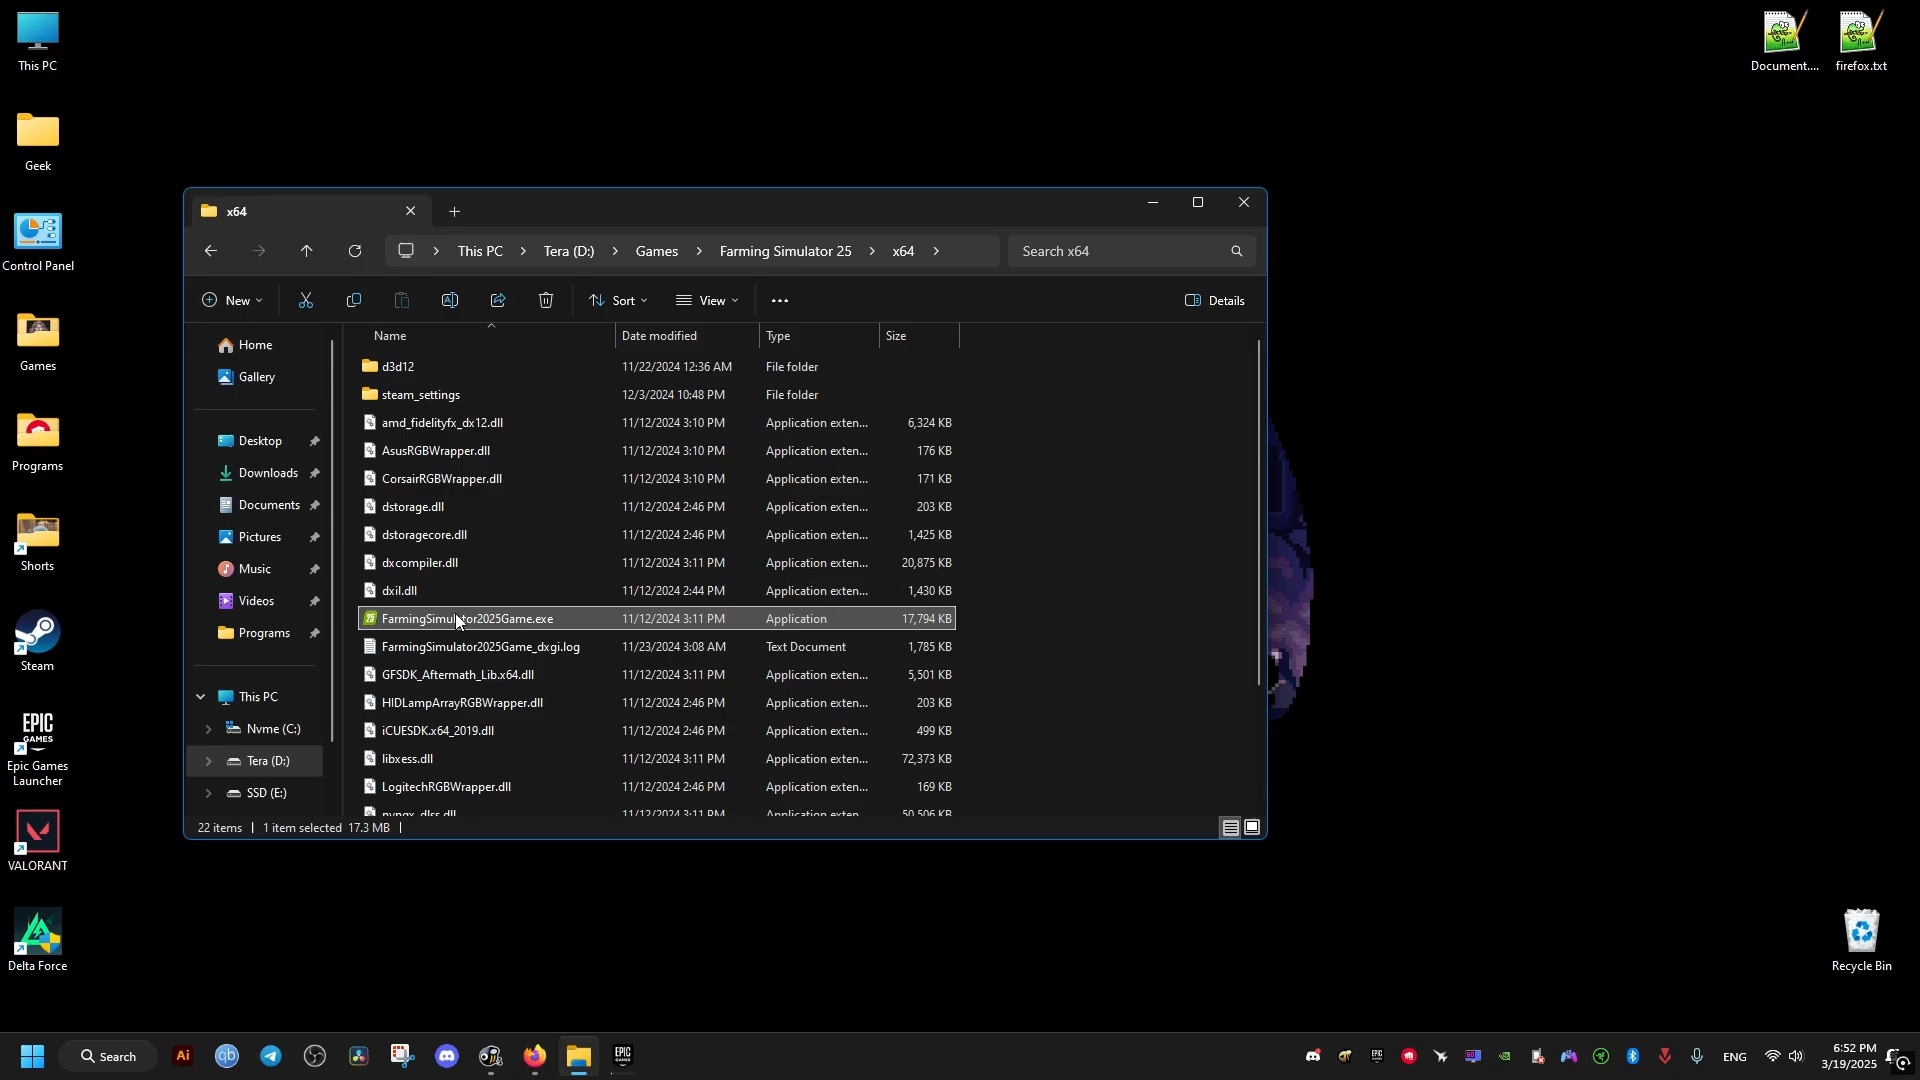 This PC
Geek
Control Panel
Games
Programs
Shorts
Steam
EPIC
GAMES
Epic Games
Launcher
VALORANT
Delta Force
Document....
firefox.txt
Recycle Bin
x64
This PC > Tera (D:) > Games > Farming Simulator 25 > x64 >
Search x64
New
Sort
View
Details
Home
Gallery
Desktop
Downloads
Documents
Pictures
Music
Videos
Programs
This PC
Nvme (C:)
Tera (D:)
SSD (E:)
Name Date modified Type Size
d3d12 11/22/2024 12:36 AM File folder
steam_settings 12/3/2024 10:48 PM File folder
amd_fidelityfx_dx12.dll 11/12/2024 3:10 PM Application exten... 6,324 KB
AsusRGBWrapper.dll 11/12/2024 3:10 PM Application exten... 176 KB
CorsairRGBWrapper.dll 11/12/2024 3:10 PM Application exten... 171 KB
dstorage.dll 11/12/2024 2:46 PM Application exten... 203 KB
dstoragecore.dll 11/12/2024 2:46 PM Application exten... 1,425 KB
dxcompiler.dll 11/12/2024 3:11 PM Application exten... 20,875 KB
dxil.dll 11/12/2024 2:44 PM Application exten... 1,430 KB
25 FarmingSimulator2025Game.exe 11/12/2024 3:11 PM Application 17,794 KB
FarmingSimulator2025Game_dxgi.log 11/23/2024 3:08 AM Text Document 1,785 KB
GFSDK_Aftermath_Lib.x64.dll 11/12/2024 3:11 PM Application exten... 5,501 KB
HIDLampArrayRGBWrapper.dll 11/12/2024 2:46 PM Application exten... 203 KB
iCUESDK.x64_2019.dll 11/12/2024 2:46 PM Application exten... 499 KB
libxess.dll 11/12/2024 3:11 PM Application exten... 72,373 KB
LogitechRGBWrapper.dll 11/12/2024 2:46 PM Application exten... 169 KB
nvngx_dlss.dll 11/12/2024 3:11 PM Application exten... 50,506 KB
22 items | 1 item selected 17.3 MB |
Search
Ai
qb
EPIC
GAMES
ENG
6:52 PM
3/19/2025